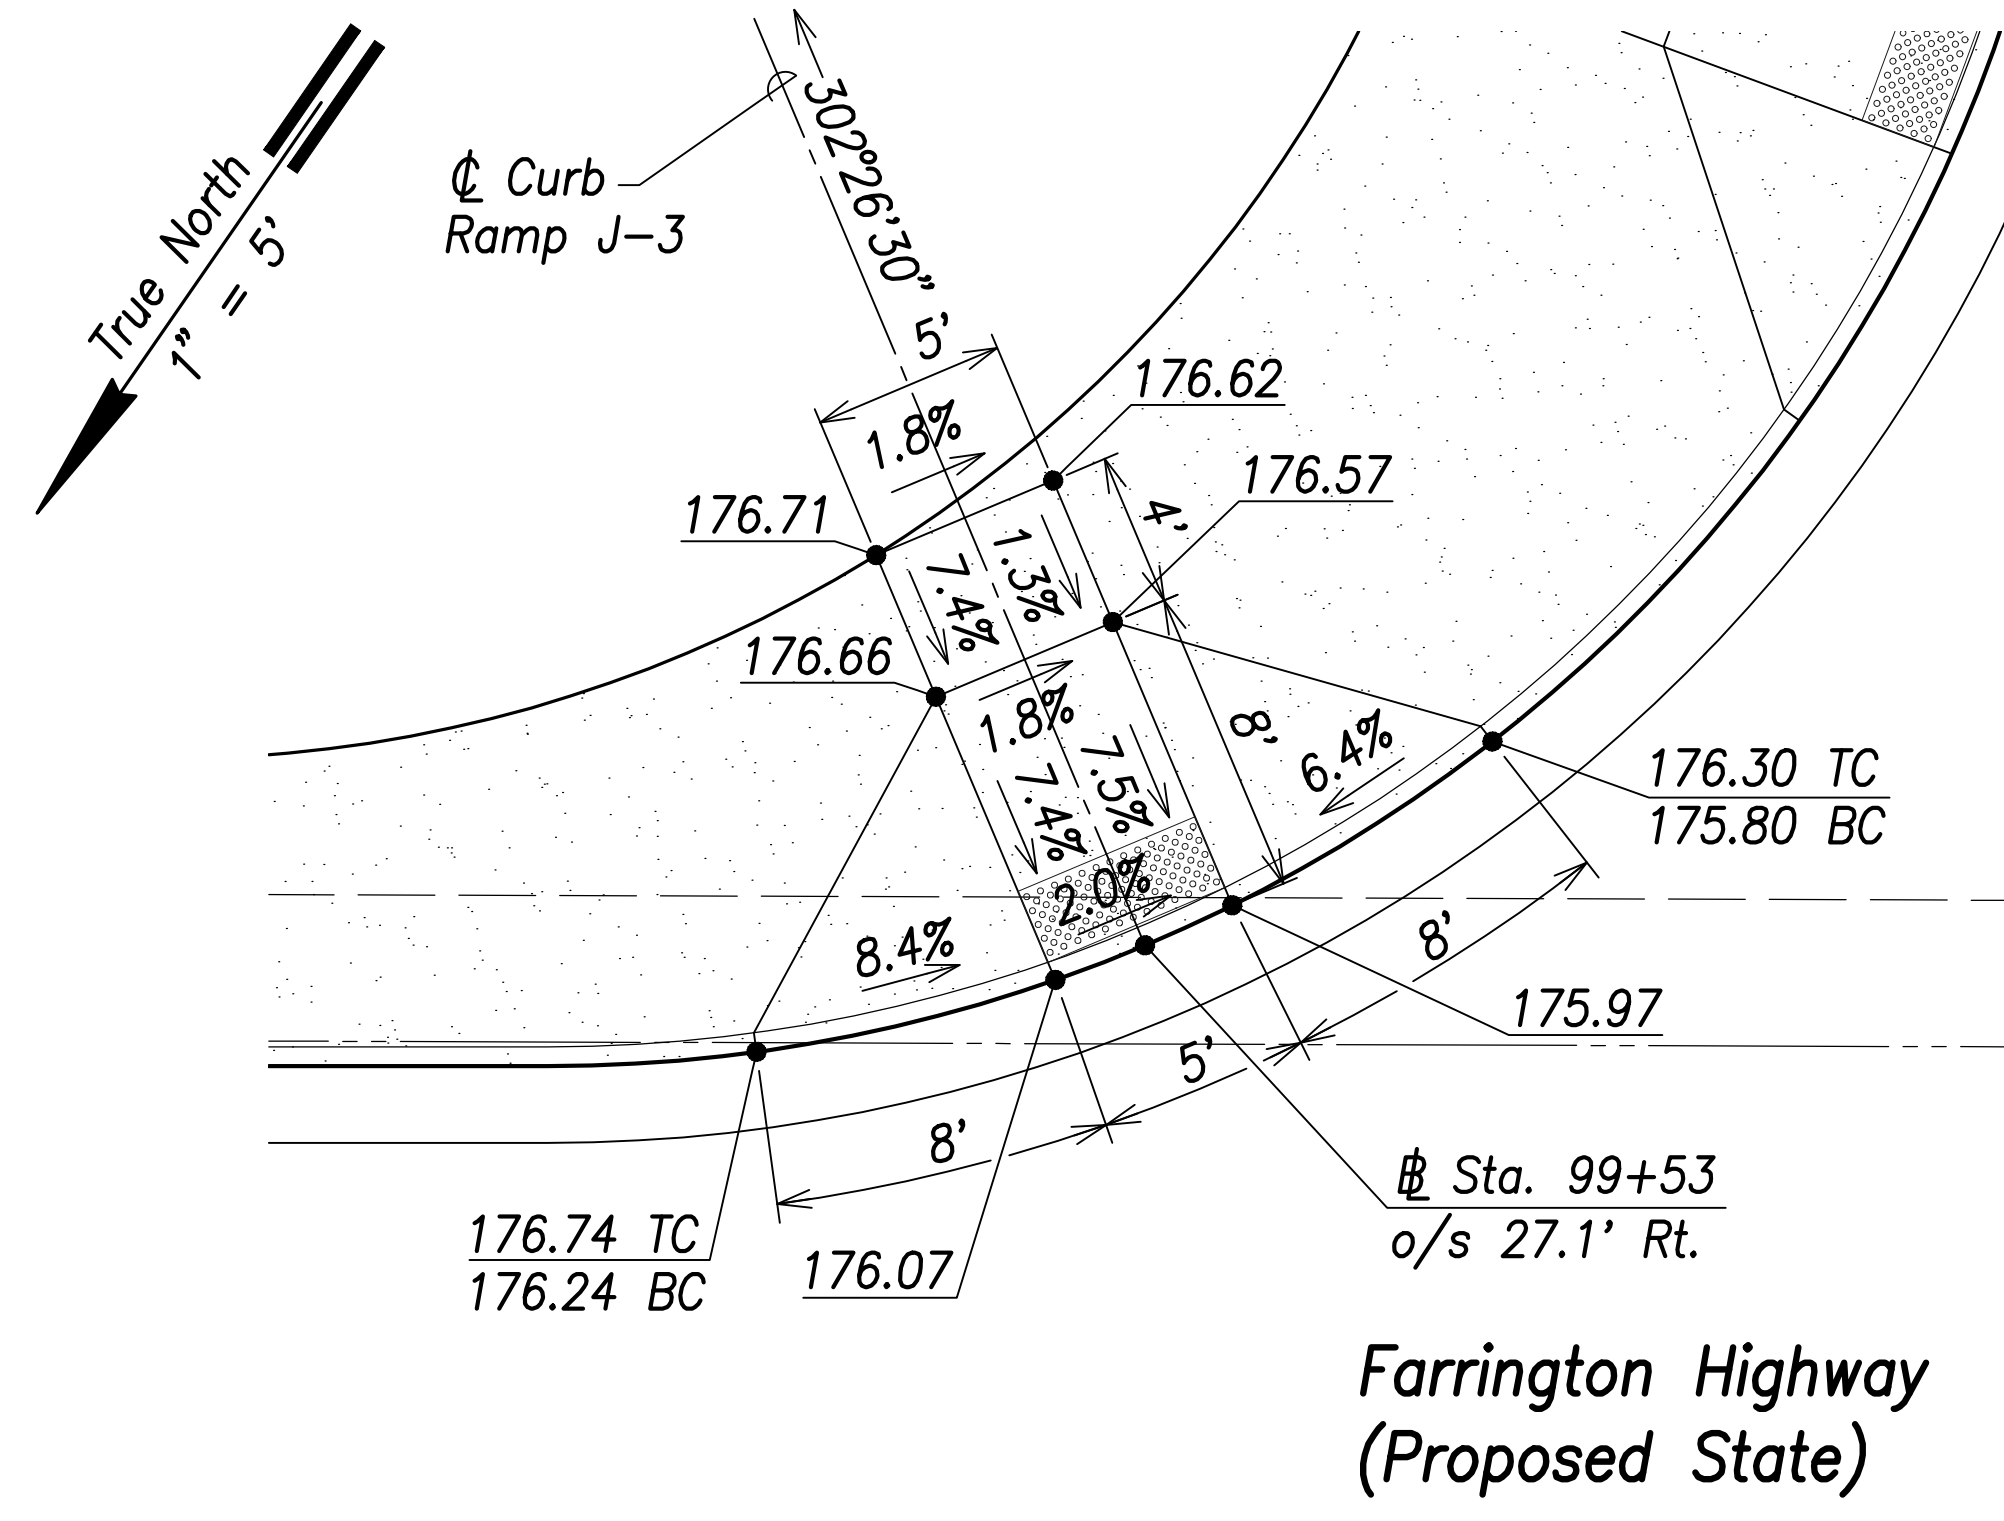 True North
1" = 5'
℄ Curb
Ramp J-3
302°26'30"
5'
1.8%
176.62
176.57
176.71
4'
1.3%
7.4%
176.66
1.8%
7.5%
7.4%
8'
6.4%
176.30 TC
175.80 BC
2.0%
8.4%
8'
175.97
5'
8'
BL Sta. 99+53
o/s 27.1' Rt.
176.74 TC
176.24 BC
176.07
Farrington Highway
(Proposed State)